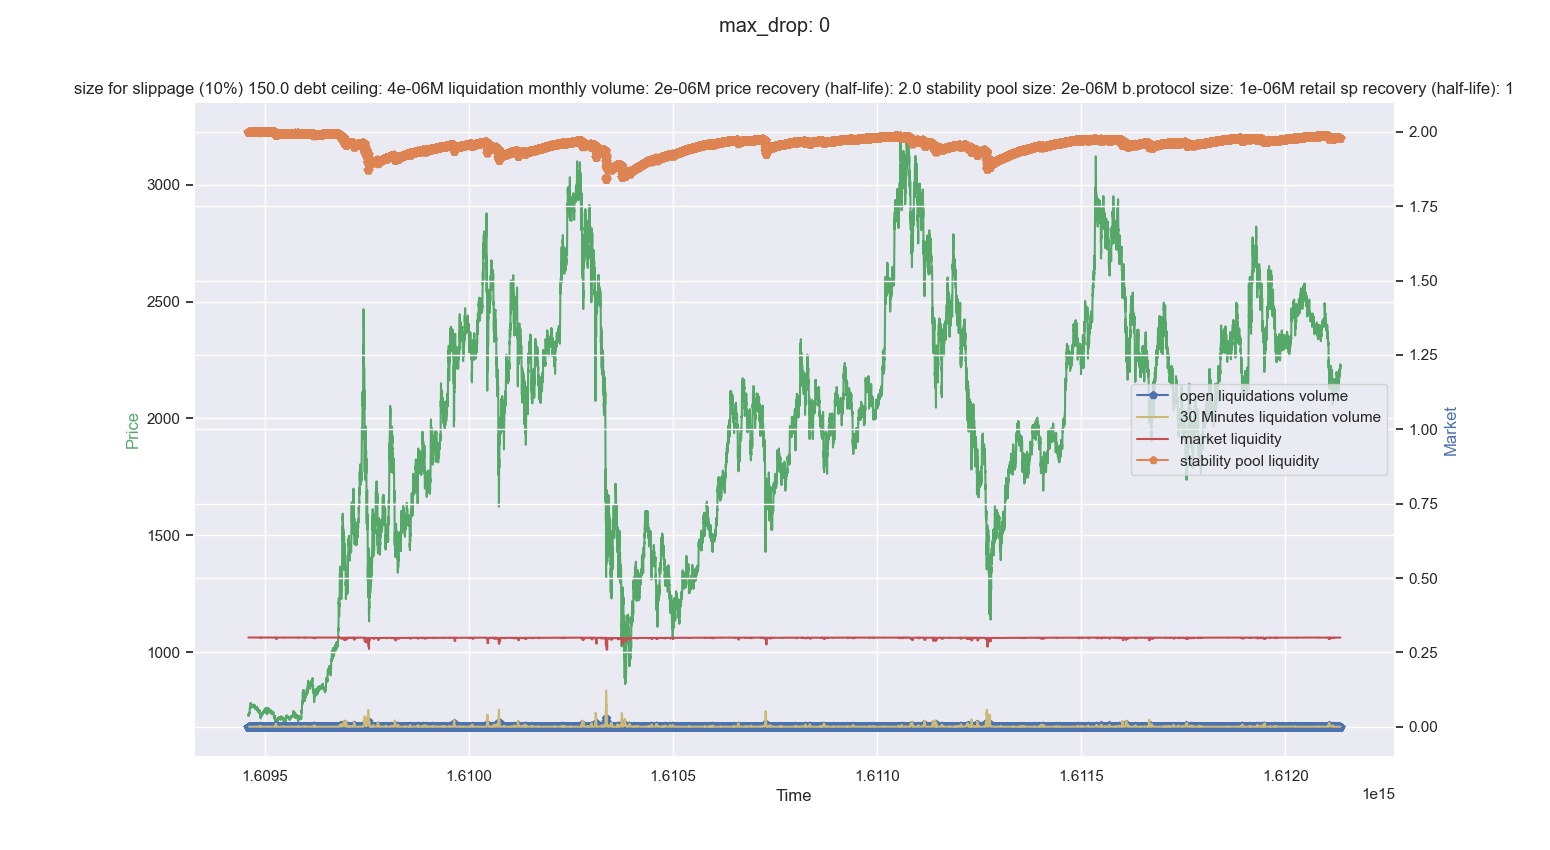 max_drop: 0
size for slippage (10%) 150.0 debt ceiling: 4e-06M liquidation monthly volume: 2e-06M price recovery (half-life): 2.0 stability pool size: 2e-06M b.protocol size: 1e-06M retail sp recovery (half-life): 1
2.00
3000
1.75
1.50
2500
1.25
open liquidations volume
2000
30 Minutes liquidation volume
1.00
Price
Market
market liquidity
stability pool liquidity
0.75
1500
0.50
1000
0.25
0.00
1.6095 1.6100 1.6105 1.6110 1.6115 1.6120
Time
1e15